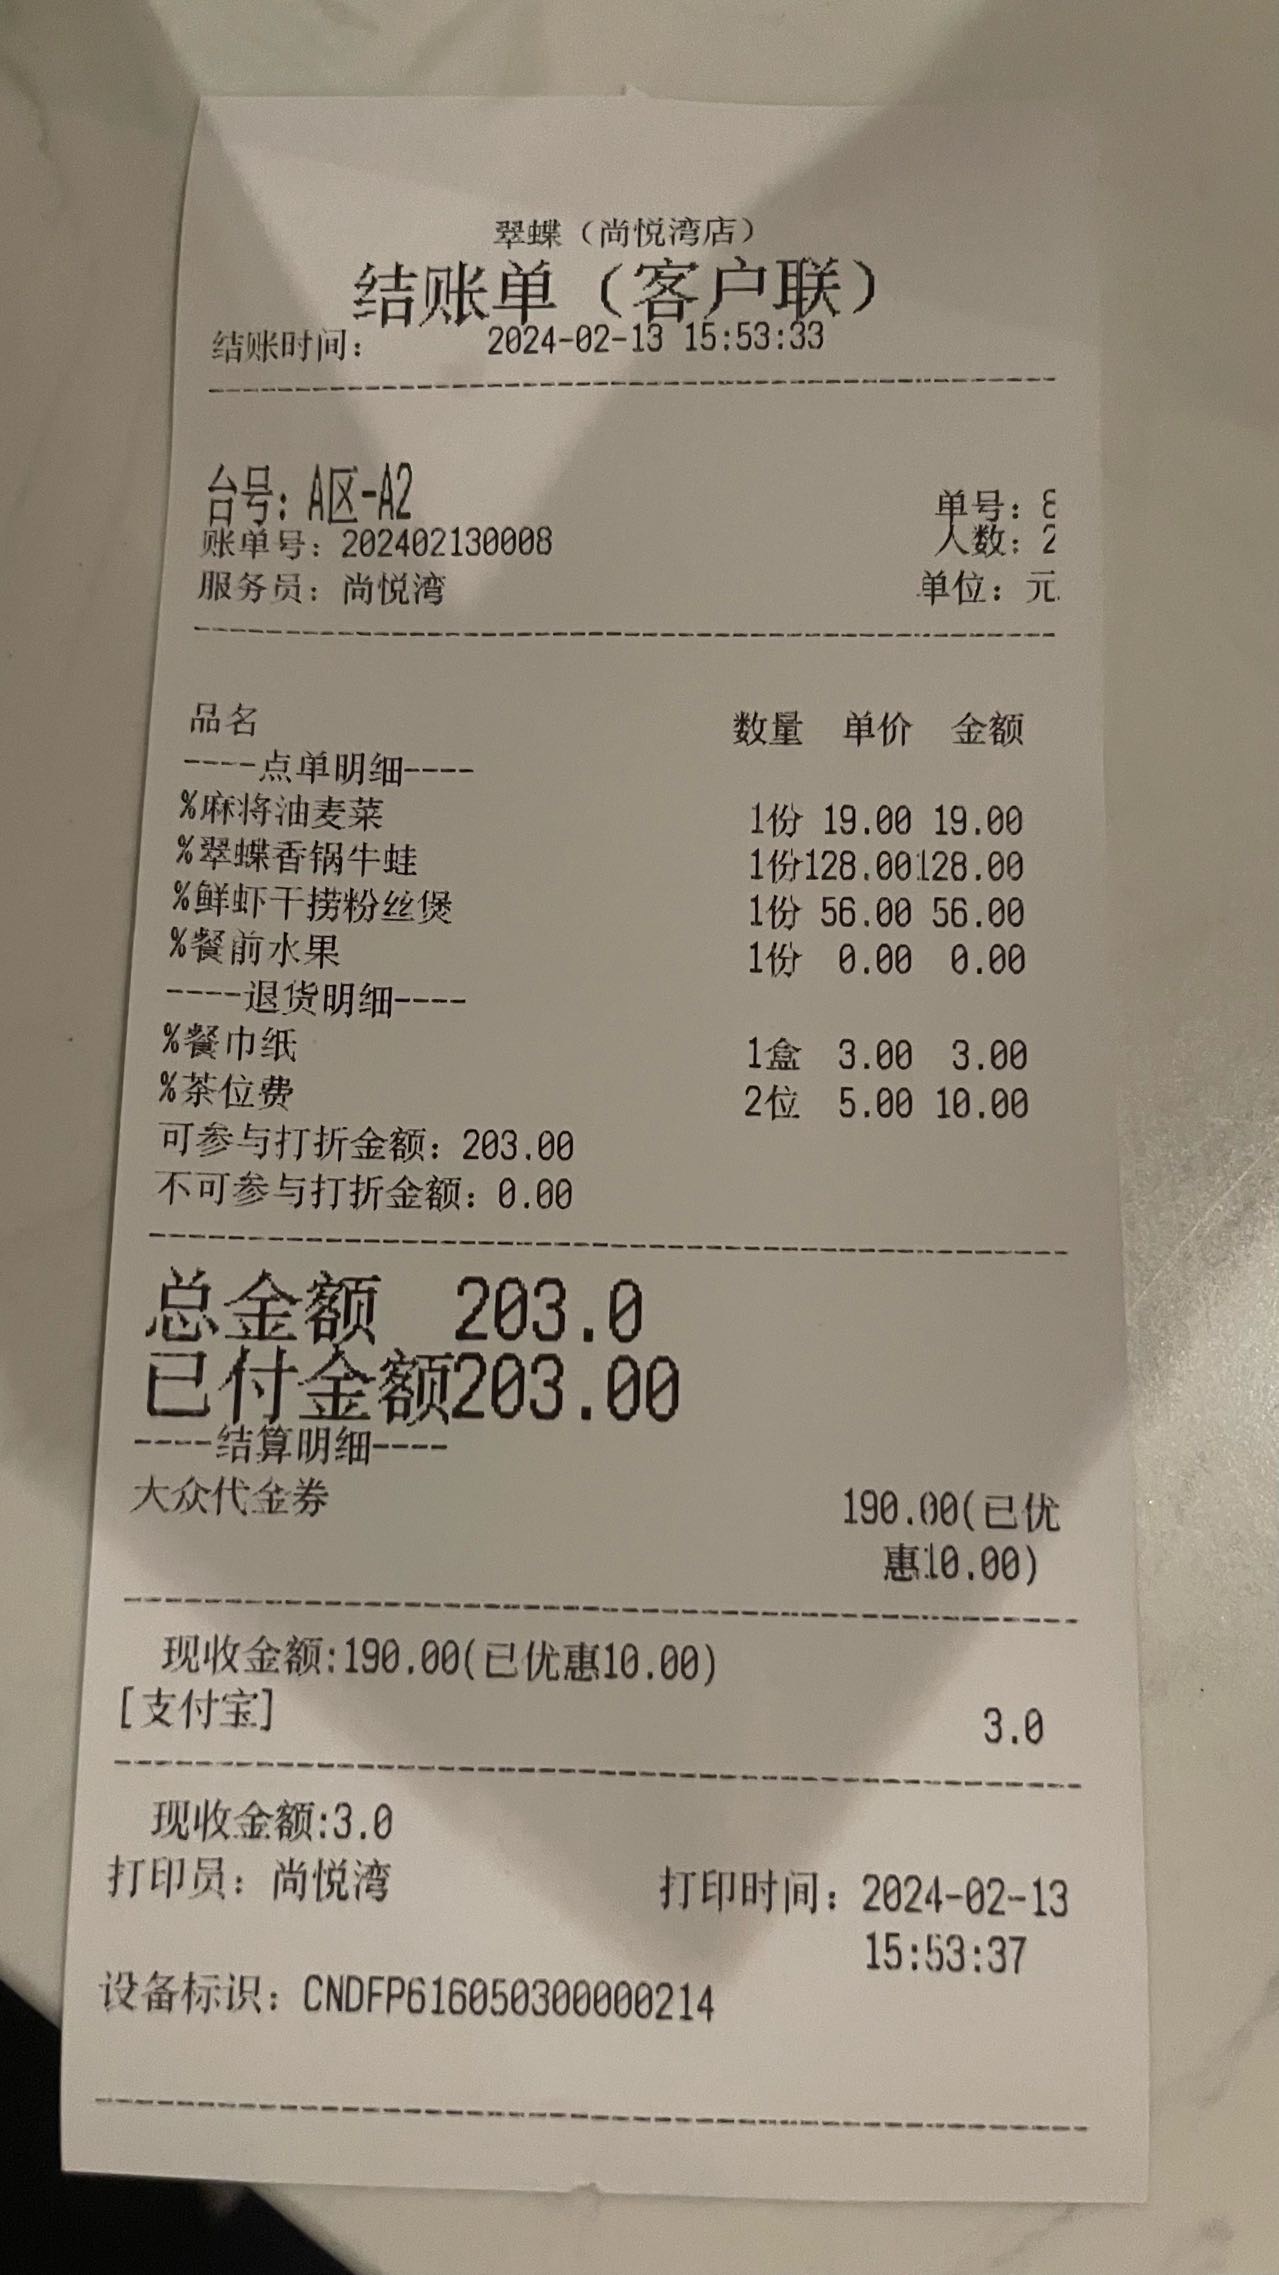 翠蝶（尚悦湾店）
结账单（客户联）
结账时间： 2024-02-13 15:53:33
台号：A区-A2
单号：8
账单号：202402130008 人数：2
服务员：尚悦湾 单位：元
品名 数量 单价 金额
----点单明细----
%麻将油麦菜 1份 19.00 19.00
%翠蝶香锅牛蛙 1份128.00128.00
%鲜虾干捞粉丝煲 1份 56.00 56.00
%餐前水果 1份 0.00 0.00
----退货明细----
%餐巾纸 1盒 3.00 3.00
%茶位费 2位 5.00 10.00
可参与打折金额：203.00
不可参与打折金额：0.00
总金额 203.0
已付金额203.00
----结算明细----
大众代金券 190.00(已优
惠10.00)
现收金额:190.00(已优惠10.00)
[支付宝] 3.0
现收金额:3.0
打印员：尚悦湾 打印时间：2024-02-13
15:53:37
设备标识：CNDFP616050300000214